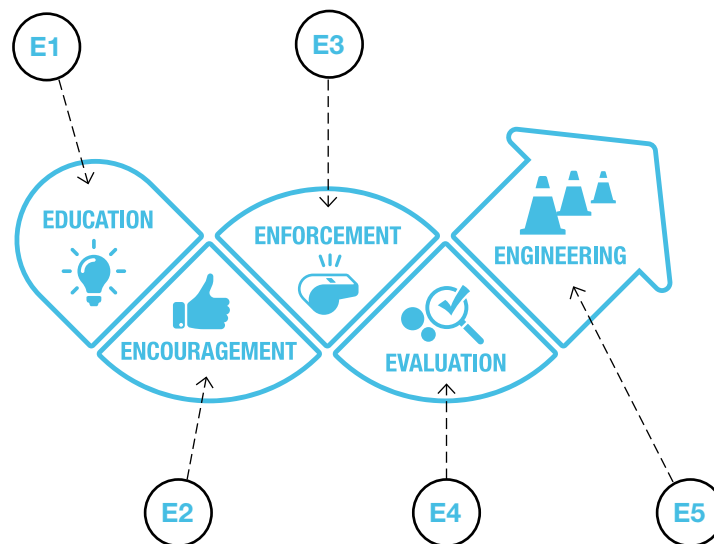 E1
E3
EDUCATION
ENFORCEMENT
ENGINEERING
ENCOURAGEMENT
EVALUATION
E2
E4
E5